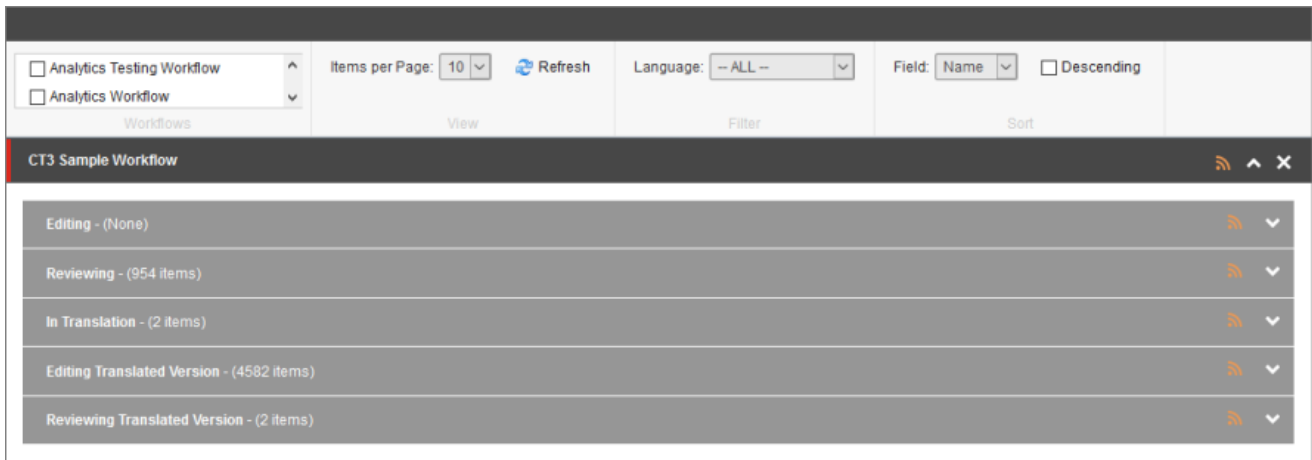 Analytics Testing Workflow
Analytics Workflow
Workflows
Items per Page: 10 Refresh
View
Language: -- ALL --
Filter
Field: Name Descending
Sort
CT3 Sample Workflow
Editing - (None)
Reviewing - (954 items)
In Translation - (2 items)
Editing Translated Version - (4582 items)
Reviewing Translated Version - (2 items)